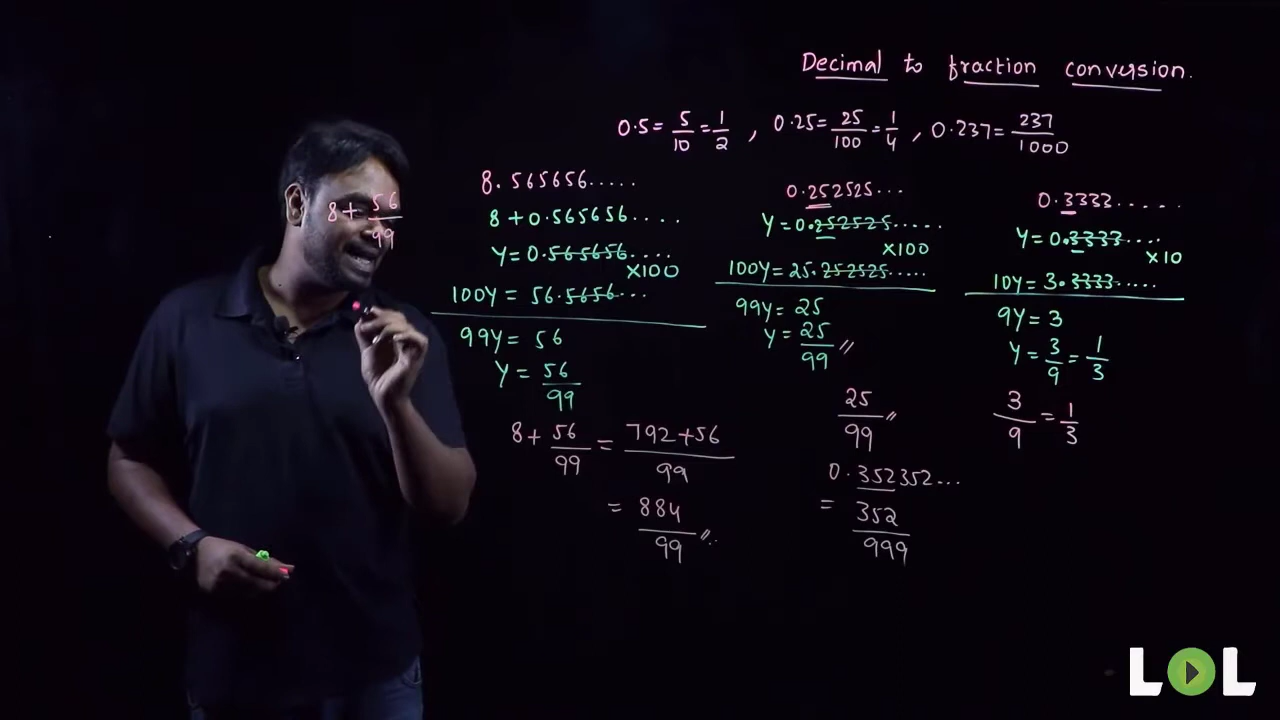 Decimal to fraction conversion.
0.5 = 5/10 = 1/2 , 0.25 = 25/100 = 1/4 , 0.237 = 237/1000
8.565656.....
8 + 0.565656....
Y = 0.565656....
×100
100Y = 56.5656...
99Y = 56
Y = 56/99
8 + 56/99 = 792 + 56/99
= 884/99 //..
8 + 56/99
0.252525...
Y = 0.252525.....
×100
100Y = 25.252525.....
99Y = 25
Y = 25/99 //
25/99 //
0.352352...
= 352/999
0.3333.....
Y = 0.3333....
×10
10Y = 3.3333.....
9Y = 3
Y = 3/9 = 1/3
3/9 = 1/3
LOL